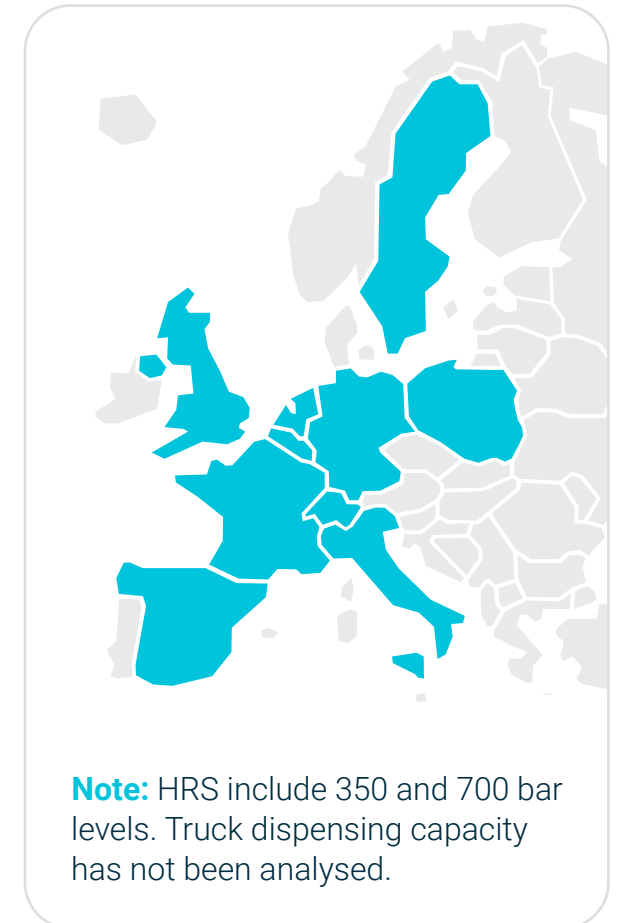 Note: HRS include 350 and 700 bar
levels. Truck dispensing capacity
has not been analysed.